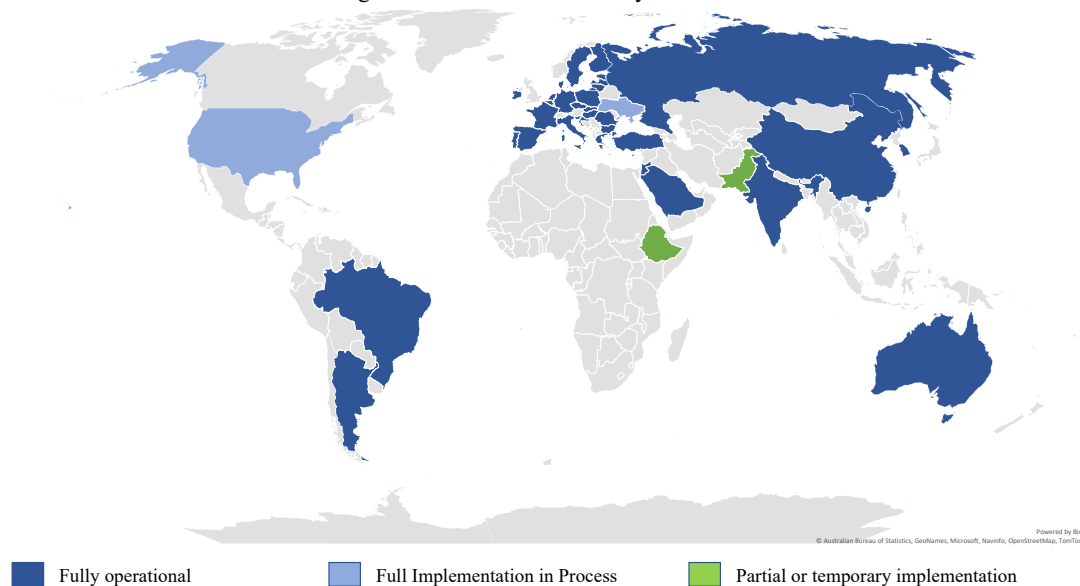 Powered by Bin
© Australian Bureau of Statistics, GeoNames, Microsoft, Navinfo, OpenStreetMap, TomTo
Fully operational
Full Implementation in Process
Partial or temporary implementation